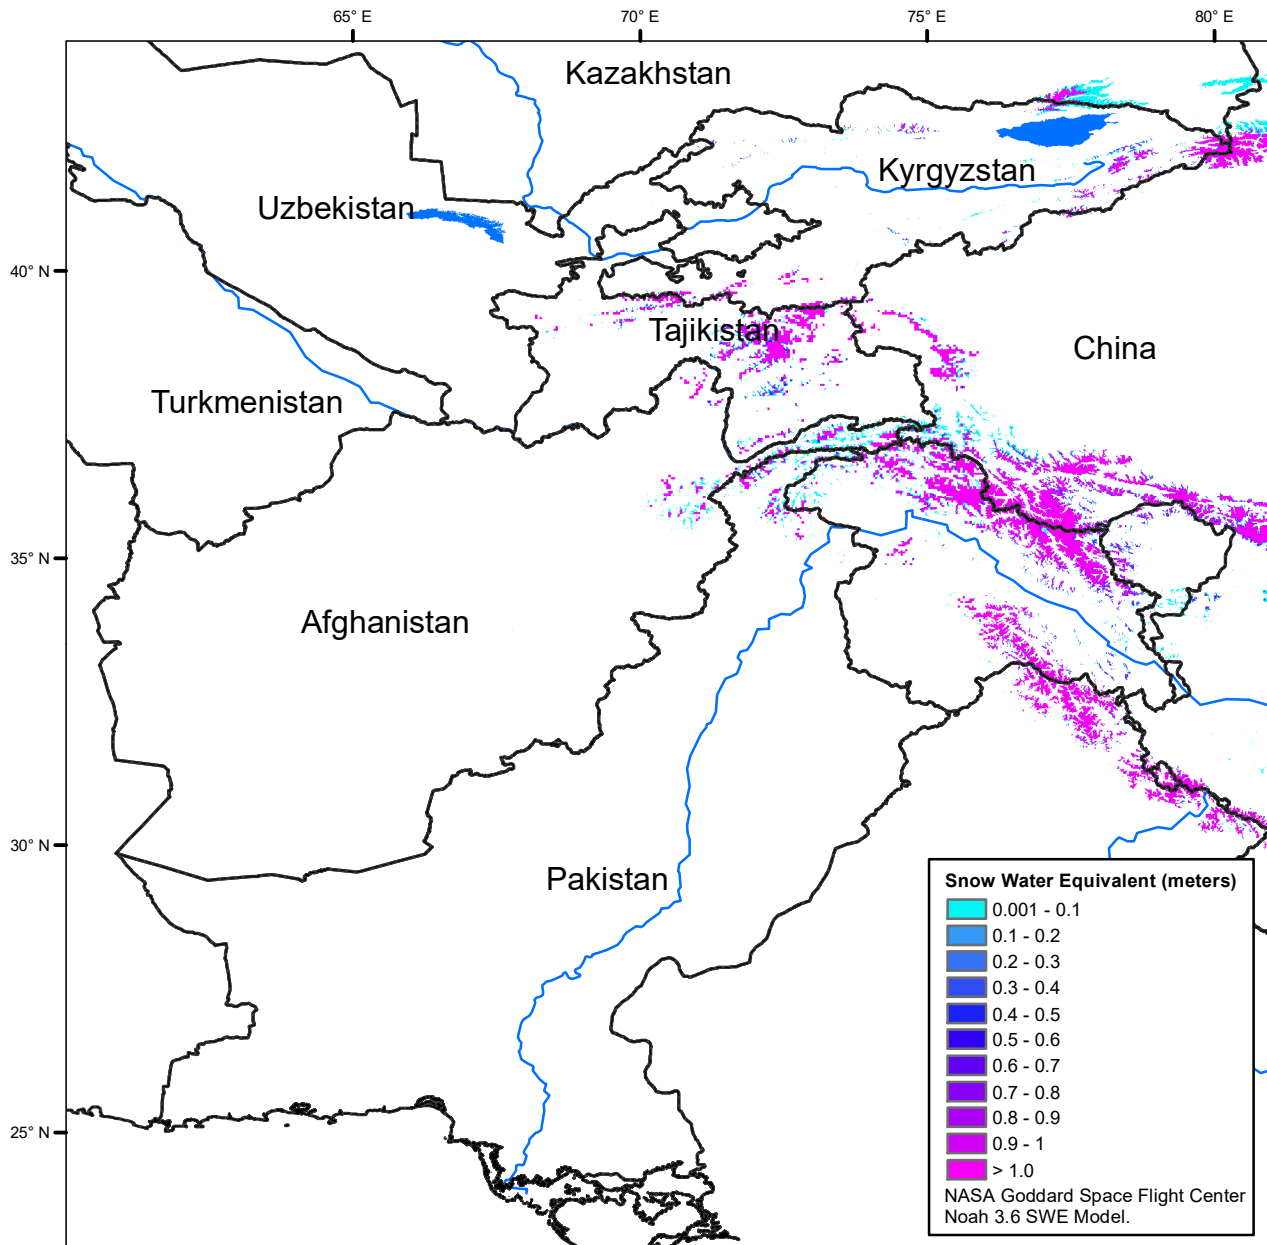 65° E
70° E
75° E
80° E
Kazakhstan
Kyrgyzstan
Uzbekistan
40° N
Tajikistan
China
Turkmenistan
35° N
Afghanistan
30° N
Pakistan
25° N
Snow Water Equivalent (meters)
0.001 - 0.1
0.1 - 0.2
0.2 - 0.3
0.3 - 0.4
0.4 - 0.5
0.5 - 0.6
0.6 - 0.7
0.7 - 0.8
0.8 - 0.9
0.9 - 1
> 1.0
NASA Goddard Space Flight Center
Noah 3.6 SWE Model.